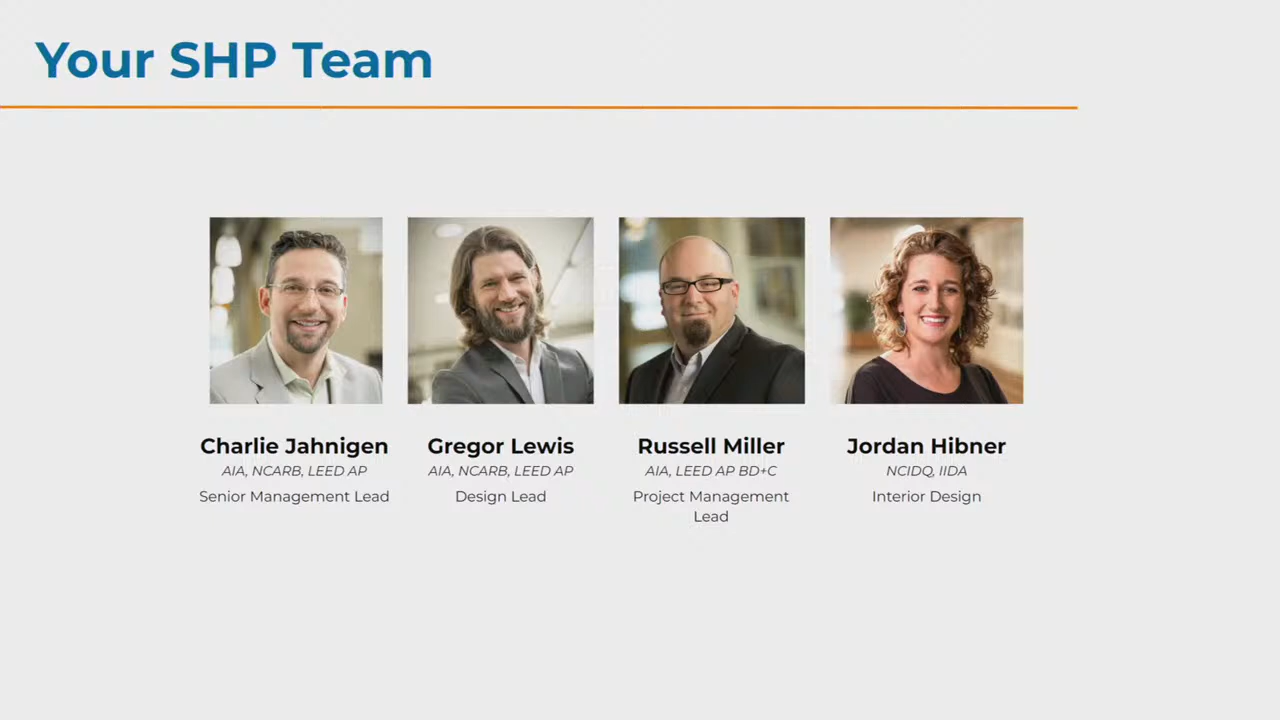 Your SHP Team
Charlie Jahnigen
AIA, NCARB, LEED AP
Senior Management Lead
Gregor Lewis
AIA, NCARB, LEED AP
Design Lead
Russell Miller
AIA, LEED AP BD+C
Project Management
Lead
Jordan Hibner
NCIDQ, IIDA
Interior Design